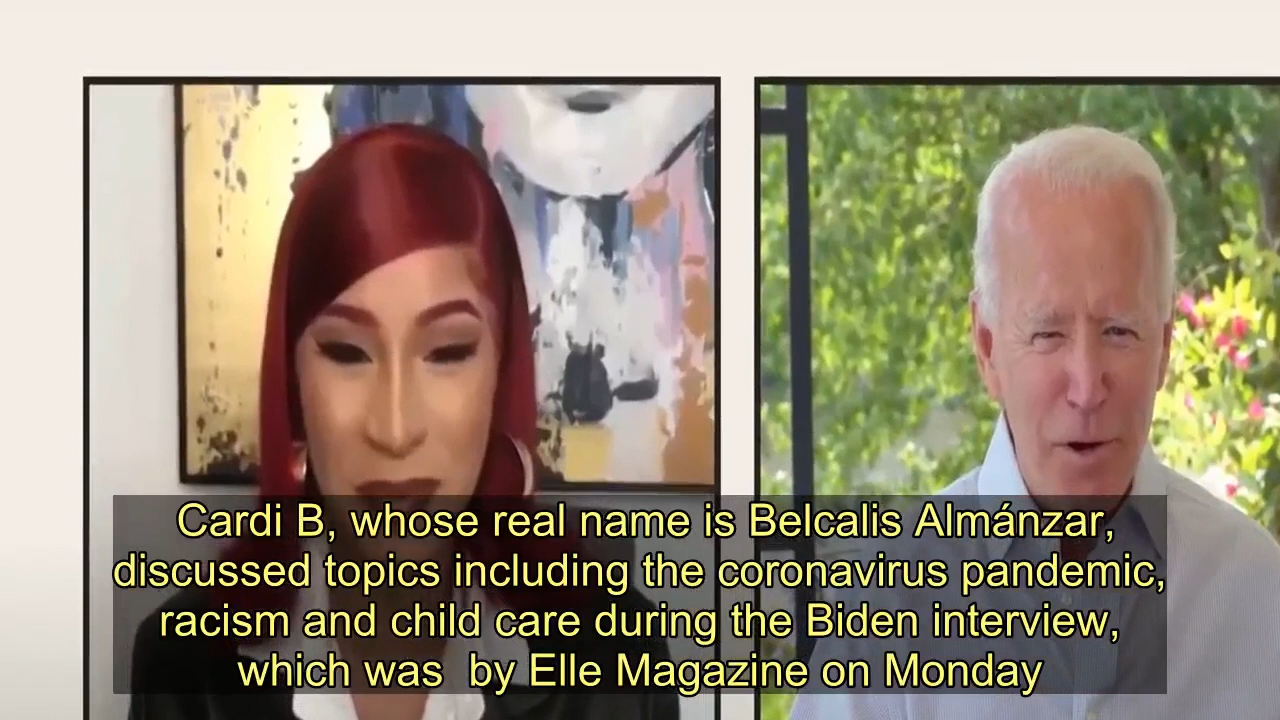 Cardi B, whose real name is Belcalis Almánzar,
discussed topics including the coronavirus pandemic,
racism and child care during the Biden interview,
which was  by Elle Magazine on Monday